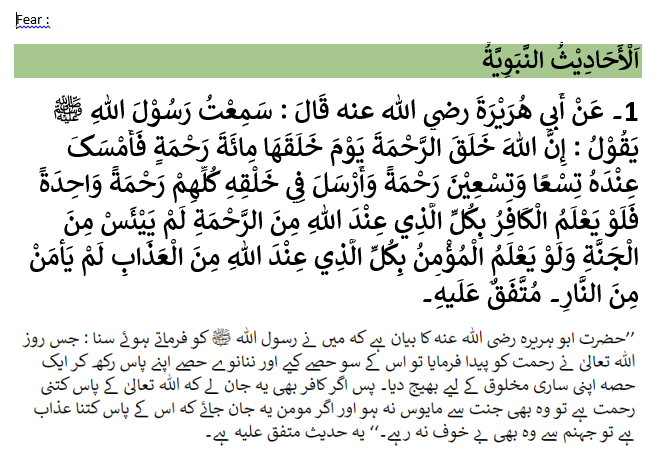 Fear :
اَلْأَحَادِيْثُ النَّبَوِيَّةُ
1۔ عَنْ أَبِي هُرَيْرَةَ رضي الله عنه قَالَ : سَمِعْتُ رَسُوْلَ اللهِ ﷺ
يَقُوْلُ : إِنَّ اللهَ خَلَقَ الرَّحْمَةَ يَوْمَ خَلَقَهَا مِائَةَ رَحْمَةٍ فَأَمْسَکَ
عِنْدَهُ تِسْعًا وَتِسْعِيْنَ رَحْمَةً وَأَرْسَلَ فِي خَلْقِهِ کُلِّهِمْ رَحْمَةً وَاحِدَةً
فَلَوْ يَعْلَمُ الْکَافِرُ بِکُلِّ الَّذِي عِنْدَ اللهِ مِنَ الرَّحْمَةِ لَمْ يَيْئَسْ مِنَ
الْجَنَّةِ وَلَوْ يَعْلَمُ الْمُؤْمِنُ بِکُلِّ الَّذِي عِنْدَ اللهِ مِنَ الْعَذَابِ لَمْ يَأْمَنْ
مِنَ النَّارِ۔ مُتَّفَقٌ عَلَيهِ۔
’’حضرت ابو ہریرہ رضی اللہ عنہ کا بیان ہے کہ میں نے رسول اللہ ﷺ کو فرماتے ہوئے سنا : جس روز
اللہ تعالیٰ نے رحمت کو پیدا فرمایا تو اس کے سو حصے کیے اور ننانوے حصے اپنے پاس رکھ کر ایک
حصہ اپنی ساری مخلوق کے لیے بھیج دیا۔ پس اگر کافر بھی یہ جان لے کہ اللہ تعالیٰ کے پاس کتنی
رحمت ہے تو وہ بھی جنت سے مایوس نہ ہو اور اگر مومن یہ جان جائے کہ اس کے پاس کتنا عذاب
ہے تو جہنم سے وہ بھی بے خوف نہ رہے۔‘‘ یہ حدیث متفق علیہ ہے۔